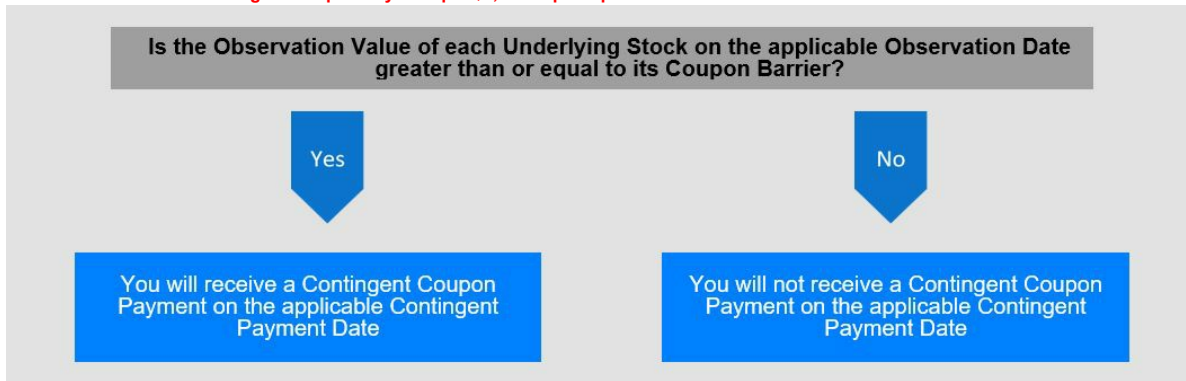 Is the Observation Value of each Underlying Stock on the applicable Observation Date
greater than or equal to its Coupon Barrier?
Yes
No
You will receive a Contingent Coupon
Payment on the applicable Contingent
Payment Date
You will not receive a Contingent Coupon
Payment on the applicable Contingent
Payment Date